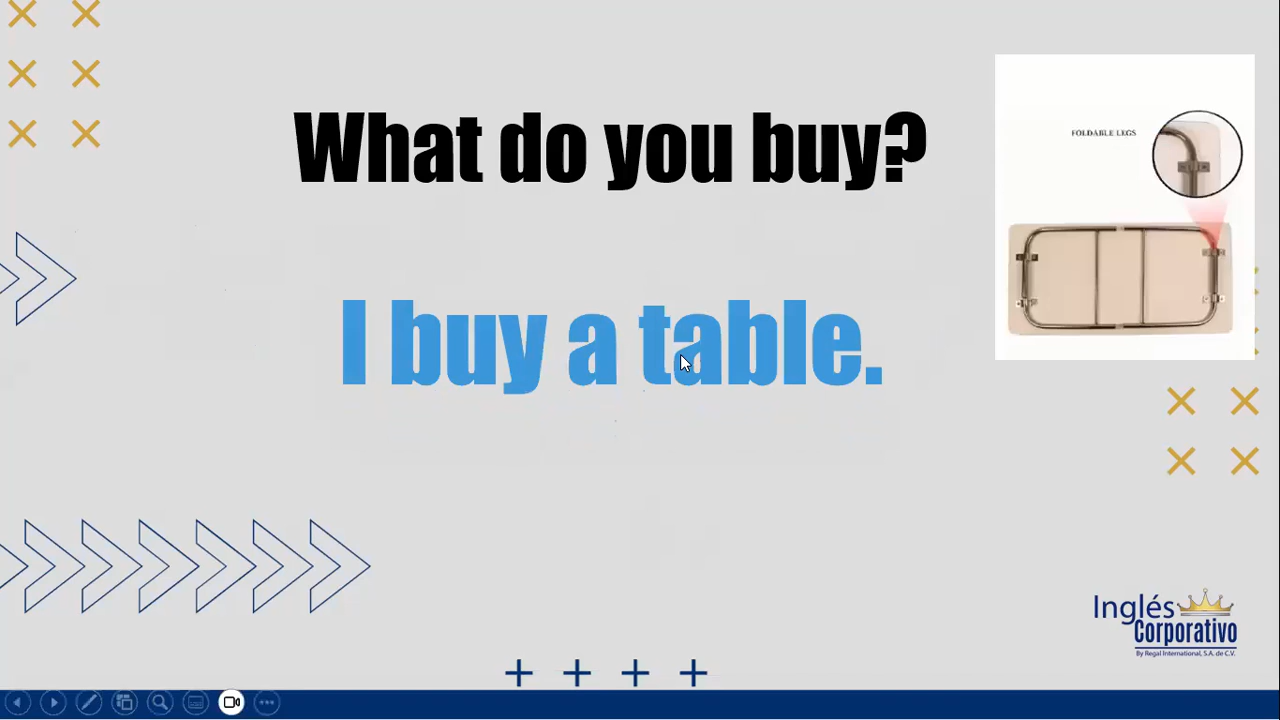 What do you buy?
FOLDABLE LEGS
I buy a table.
Inglés
Corporativo
By Regal International, S.A. de C.V.